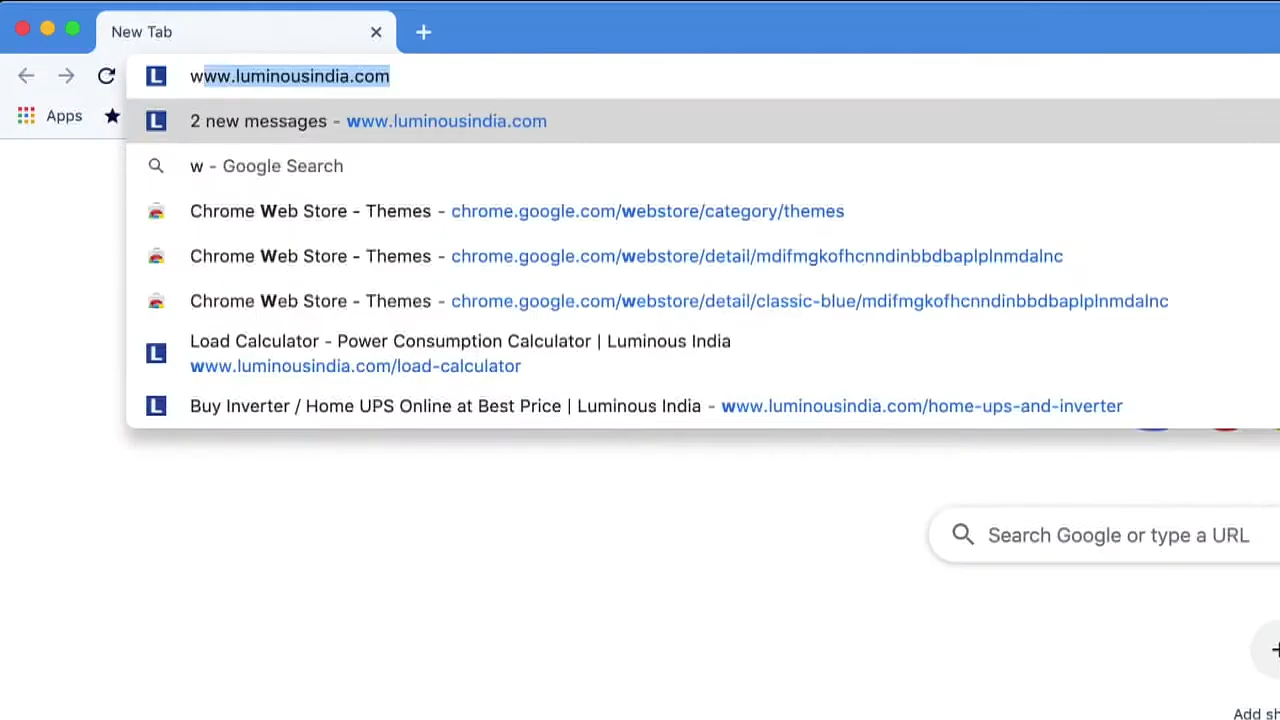 New Tab
www.luminousindia.com
Apps
2 new messages - www.luminousindia.com
w - Google Search
Chrome Web Store - Themes - chrome.google.com/webstore/category/themes
Chrome Web Store - Themes - chrome.google.com/webstore/detail/mdifmgkofhcnndinbbdbaplplnmdalnc
Chrome Web Store - Themes - chrome.google.com/webstore/detail/classic-blue/mdifmgkofhcnndinbbdbaplplnmdalnc
Load Calculator - Power Consumption Calculator | Luminous India
www.luminousindia.com/load-calculator
Buy Inverter / Home UPS Online at Best Price | Luminous India - www.luminousindia.com/home-ups-and-inverter
Search Google or type a URL
Add